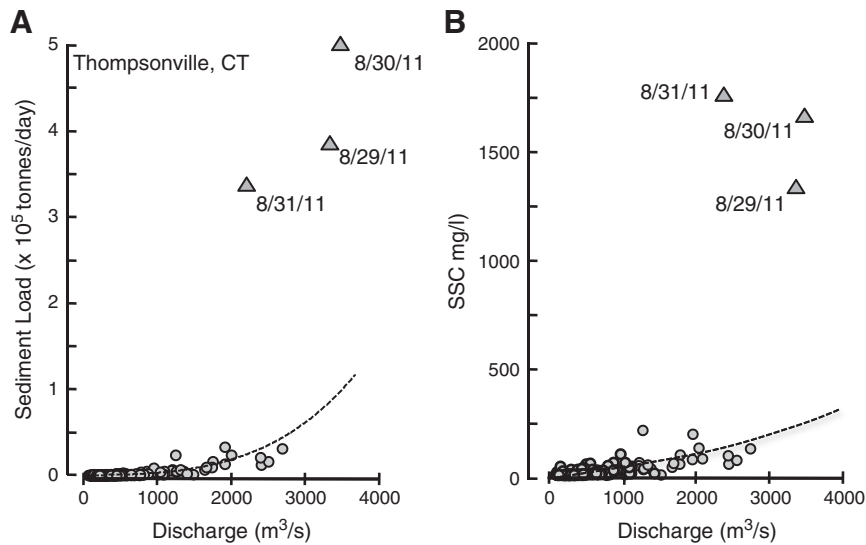 A
Thompsonville, CT
5
4
3
2
1
0
Sediment Load (x 10⁵ tonnes/day)
8/30/11
8/29/11
8/31/11
0 1000 2000 3000 4000
Discharge (m³/s)
B
2000
1500
1000
500
0
SSC mg/l
8/31/11
8/30/11
8/29/11
0 1000 2000 3000 4000
Discharge (m³/s)